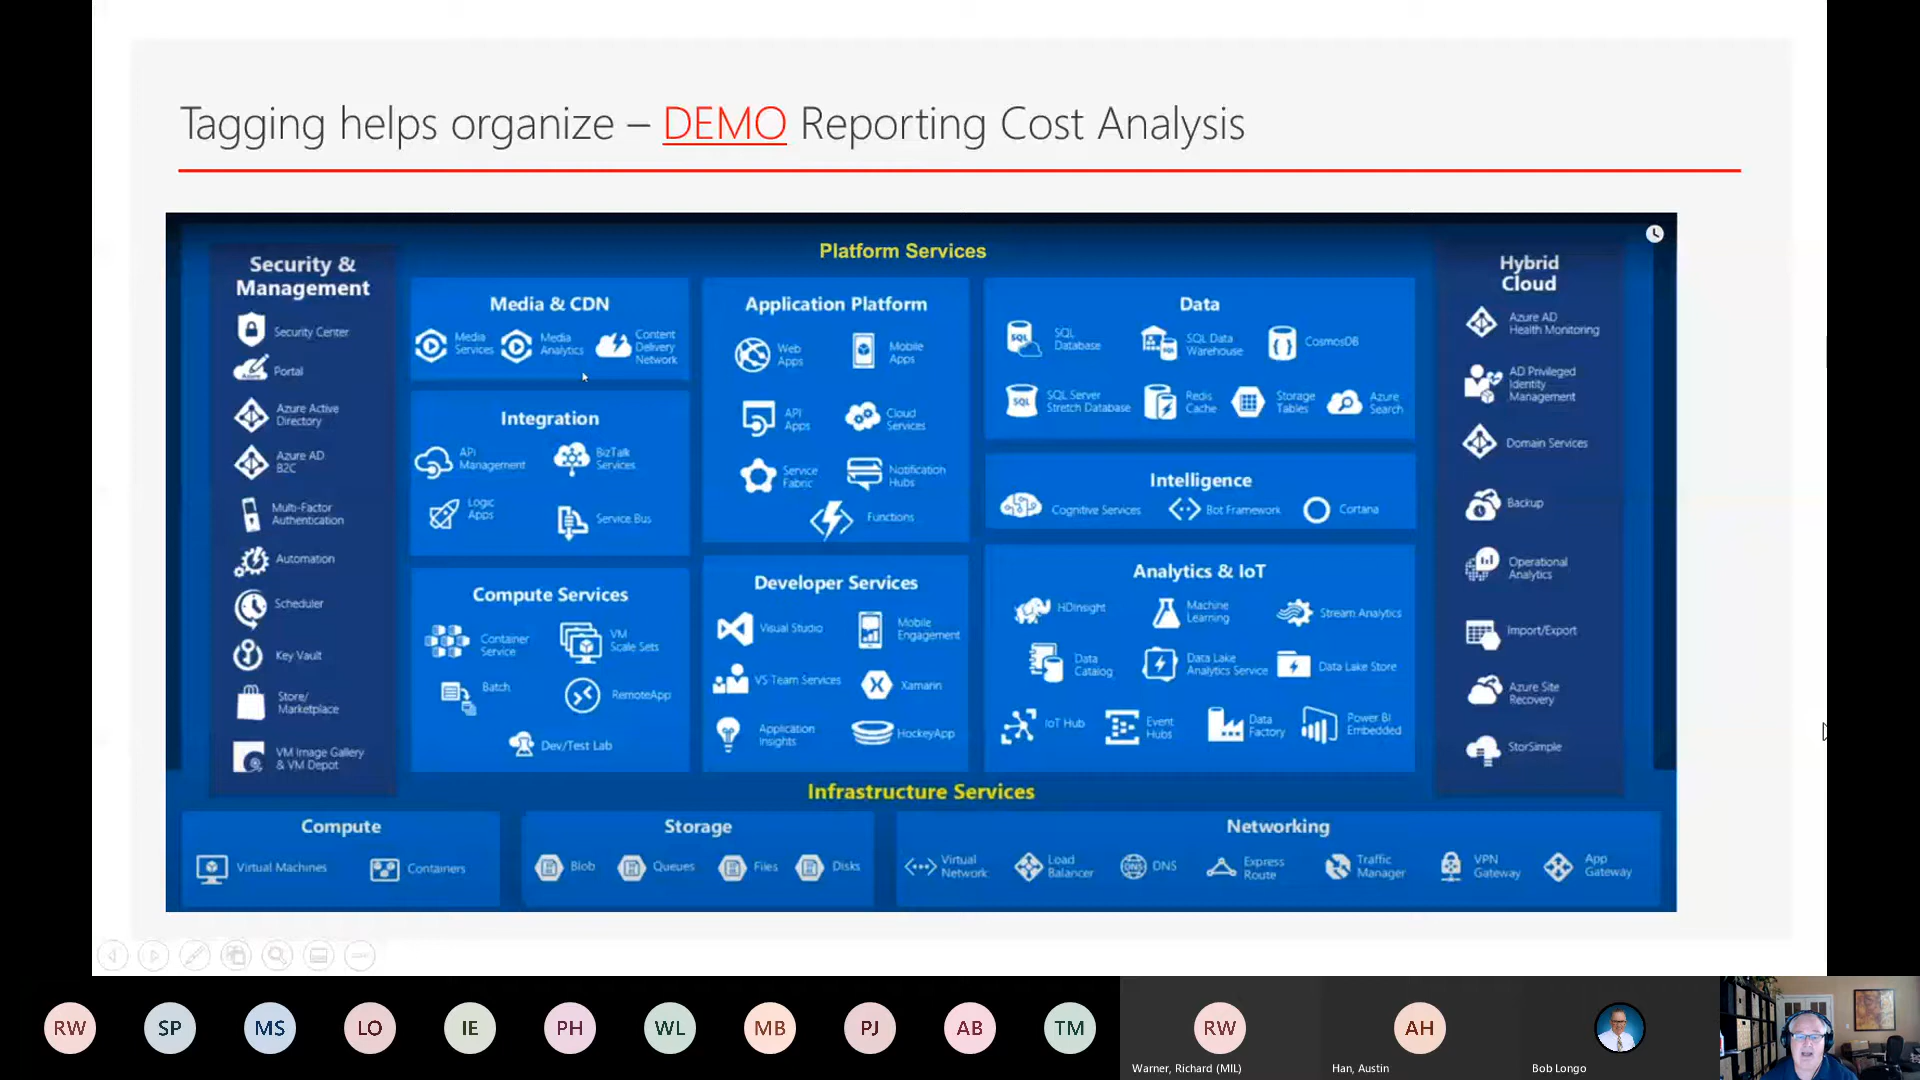 Tagging helps organize – DEMO Reporting Cost Analysis
Platform Services
Security &
Management
Security Center
Portal
Azure Active
Directory
Azure AD
B2C
Multi-Factor
Authentication
Automation
Scheduler
Key Vault
Store/
Marketplace
VM Image Gallery
& VM Depot
Media & CDN
Media
Services
Media
Analytics
Content
Delivery
Network
Integration
API
Management
BizTalk
Services
Logic
Apps
Service Bus
Compute Services
Container
Service
VM
Scale Sets
Batch
RemoteApp
Dev/Test Lab
Application Platform
Web
Apps
Mobile
Apps
API
Apps
Cloud
Services
Service
Fabric
Notification
Hubs
Functions
Developer Services
Visual Studio
Mobile
Engagement
VS Team Services
Xamarin
Application
Insights
HockeyApp
Data
SQL
SQL
Database
SQL Data
Warehouse
CosmosDB
SQL
SQL Server
Stretch Database
Redis
Cache
Storage
Tables
Azure
Search
Intelligence
Cognitive Services
Bot Framework
Cortana
Analytics & IoT
HDInsight
Machine
Learning
Stream Analytics
Data
Catalog
Data Lake
Analytics Service
Data Lake Store
IoT Hub
Event
Hubs
Data
Factory
Power BI
Embedded
Hybrid
Cloud
Azure AD
Health Monitoring
AD Privileged
Identity
Management
Domain Services
Backup
Operational
Analytics
Import/Export
Azure Site
Recovery
StorSimple
Infrastructure Services
Compute
Virtual Machines
Containers
Storage
Blob
Queues
Files
Disks
Networking
Virtual
Network
Load
Balancer
DNS
DNS
Express
Route
Traffic
Manager
VPN
Gateway
App
Gateway
RW
SP
MS
LO
IE
PH
WL
MB
PJ
AB
TM
RW
AH
Warner, Richard (MIL)
Han, Austin
Bob Longo